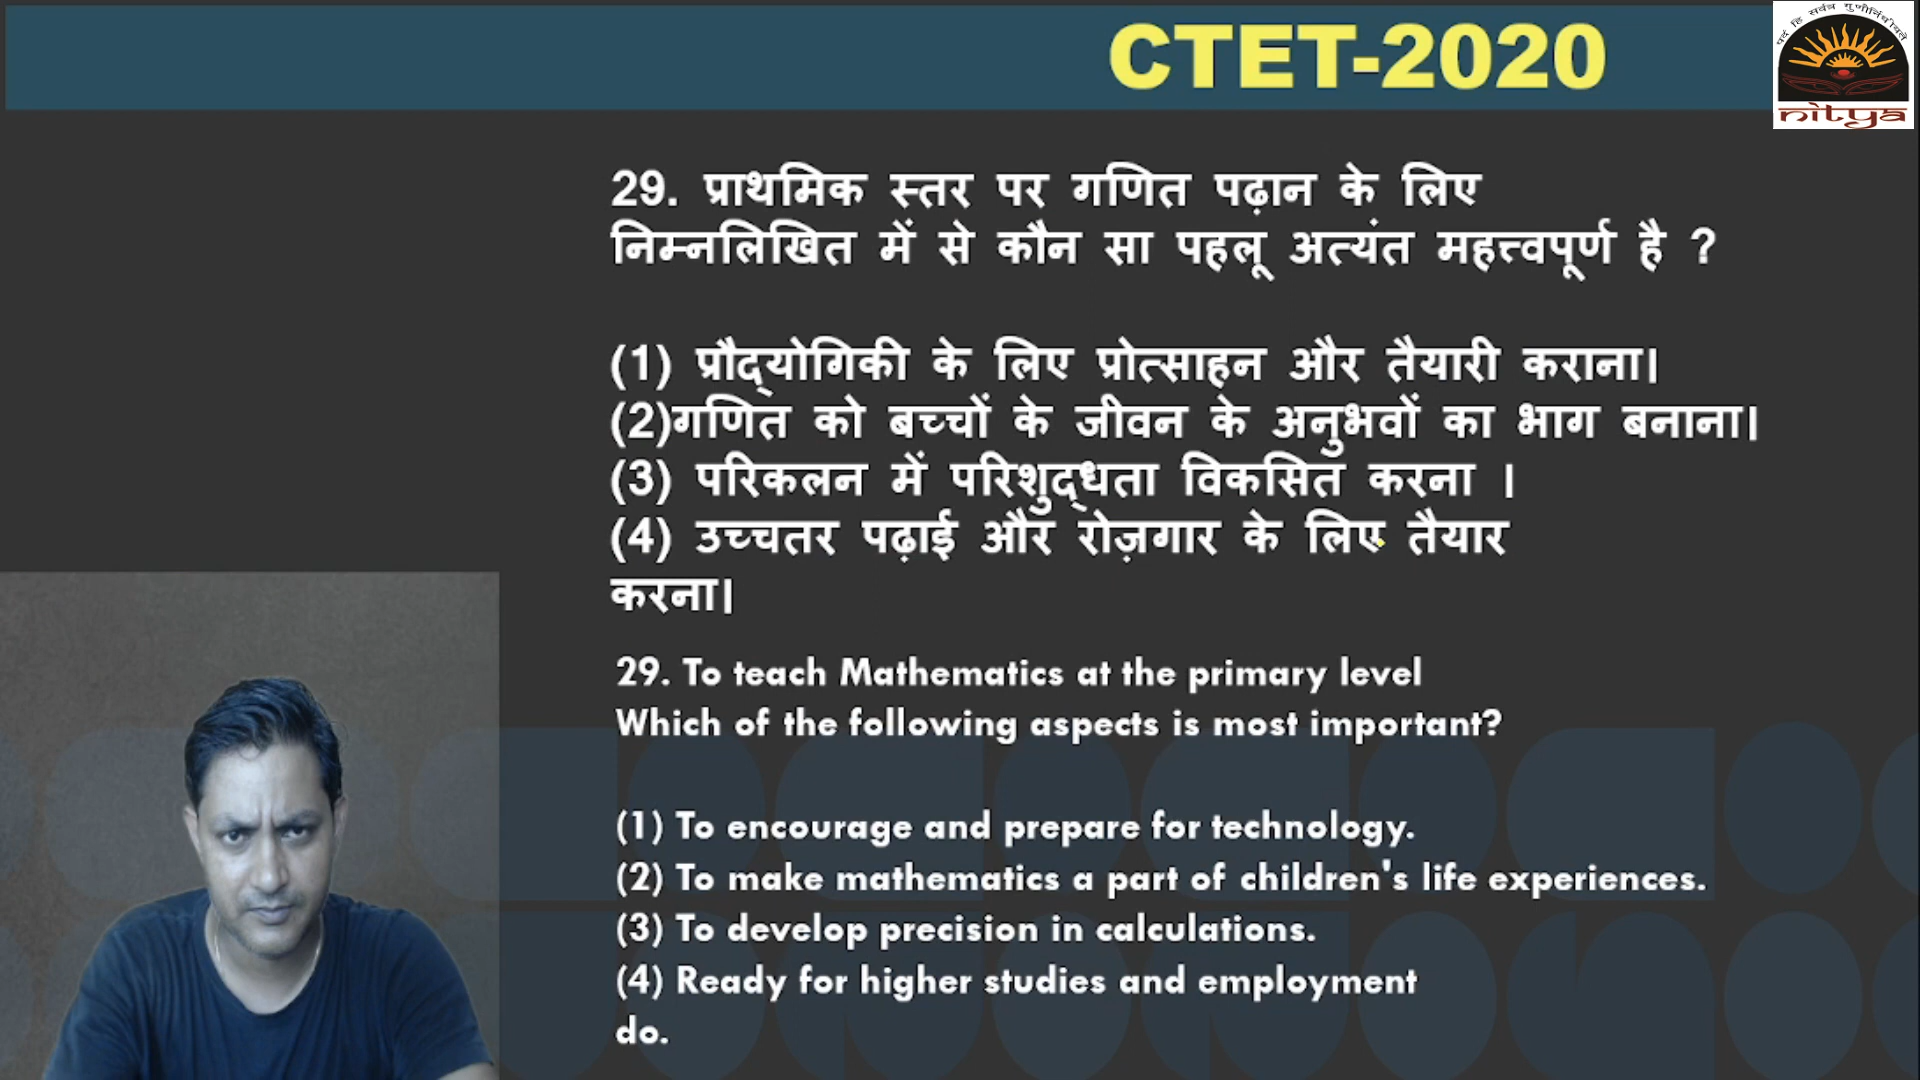 CTET-2020
पदं हि सर्वत्र गुणैर्निधीयते
nitya
29. प्राथमिक स्तर पर गणित पढ़ान के लिए
निम्नलिखित में से कौन सा पहलू अत्यंत महत्त्वपूर्ण है ?
(1) प्रौद्योगिकी के लिए प्रोत्साहन और तैयारी कराना।
(2)गणित को बच्चों के जीवन के अनुभवों का भाग बनाना।
(3) परिकलन में परिशुद्धता विकसित करना ।
(4) उच्चतर पढ़ाई और रोज़गार के लिए तैयार
करना।
29. To teach Mathematics at the primary level
Which of the following aspects is most important?
(1) To encourage and prepare for technology.
(2) To make mathematics a part of children's life experiences.
(3) To develop precision in calculations.
(4) Ready for higher studies and employment
do.